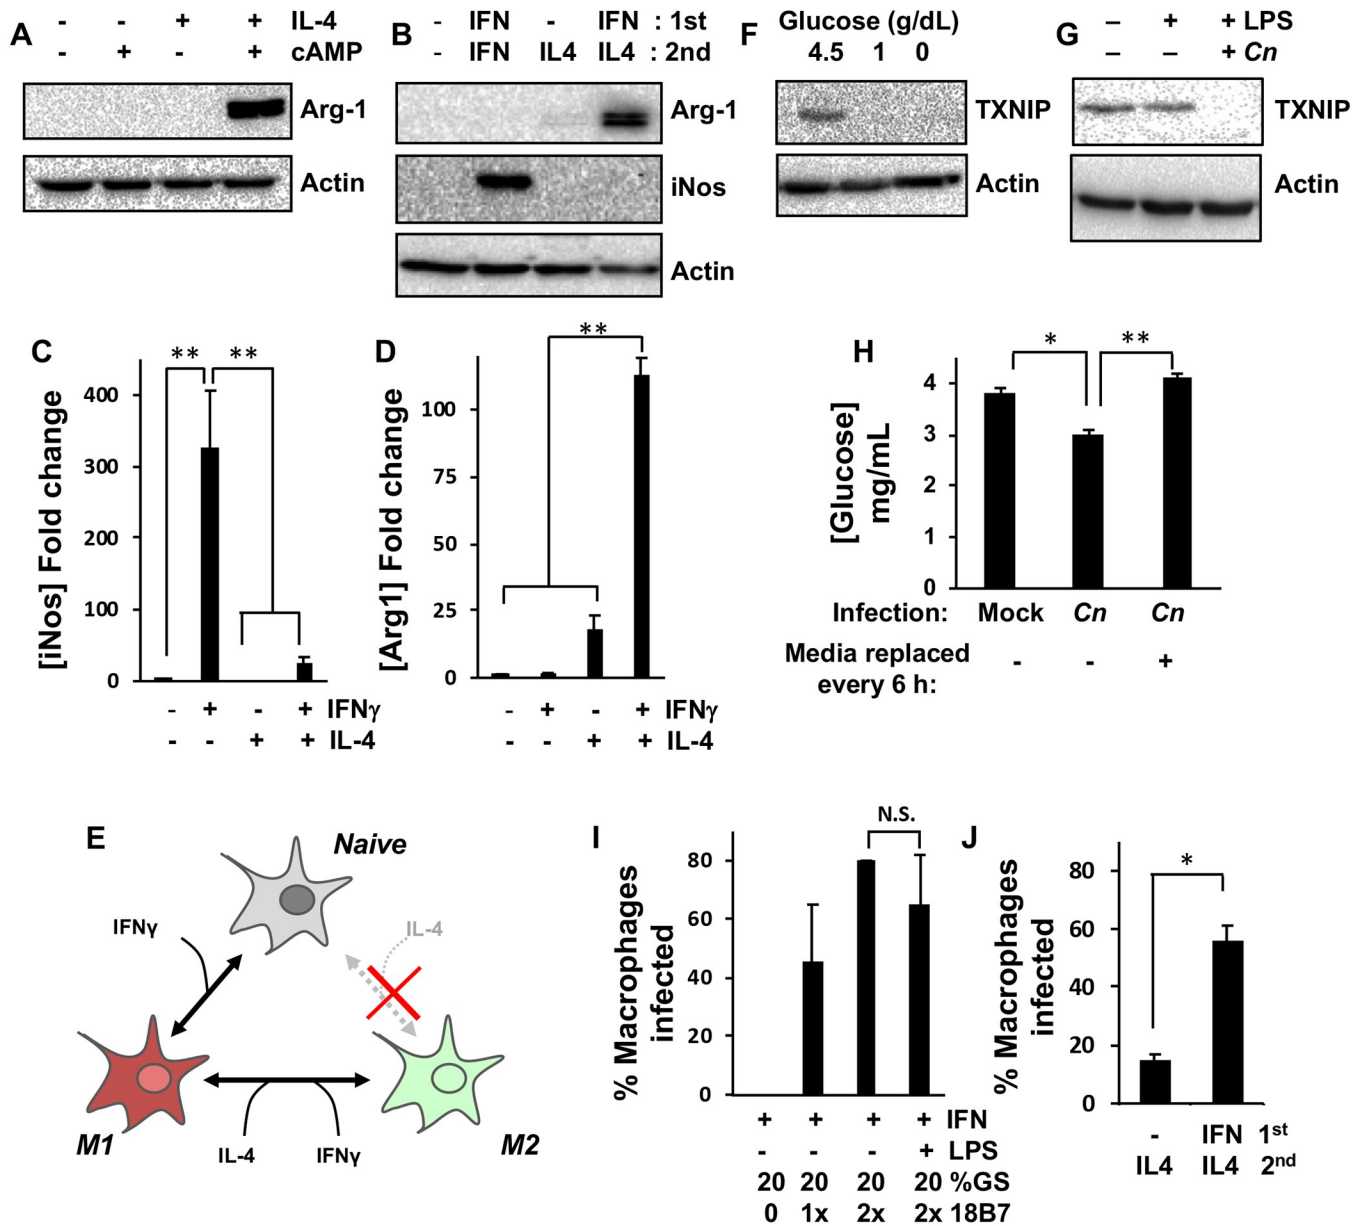 A
- - + + IL-4
- + - + cAMP
Arg-1
Actin
B
- IFN - IFN : 1st
- IFN IL4 IL4 : 2nd
Arg-1
iNos
Actin
F
Glucose (g/dL)
4.5 1 0
TXNIP
Actin
G
– + + LPS
– – + Cn
TXNIP
Actin
C
** **
[iNos] Fold change
400
300
200
100
0
- + - + IFNγ
- - + + IL-4
D
**
[Arg1] Fold change
100
75
50
25
0
- + - + IFNγ
- - + + IL-4
H
* **
[Glucose]
mg/mL
4
3
2
1
0
Infection: Mock Cn Cn
Media replaced
every 6 h: - - +
E
Naive
IFNγ
IL-4
M1
M2
IL-4
IFNγ
I
N.S.
% Macrophages
infected
80
60
40
20
0
+ + + + IFN
- - - + LPS
20 20 20 20 %GS
0 1x 2x 2x 18B7
J
*
% Macrophages
infected
80
60
40
20
0
- IFN 1st
IL4 IL4 2nd